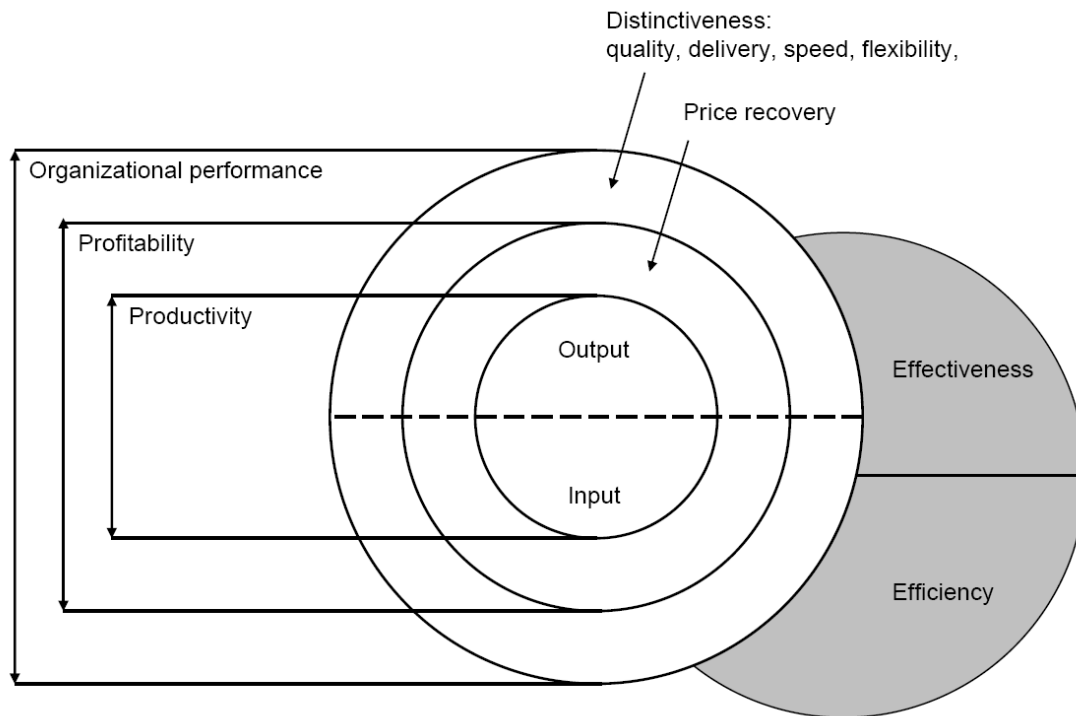 Distinctiveness:
quality, delivery, speed, flexibility,
Price recovery
Organizational performance
Profitability
Productivity
Output
Effectiveness
Input
Efficiency